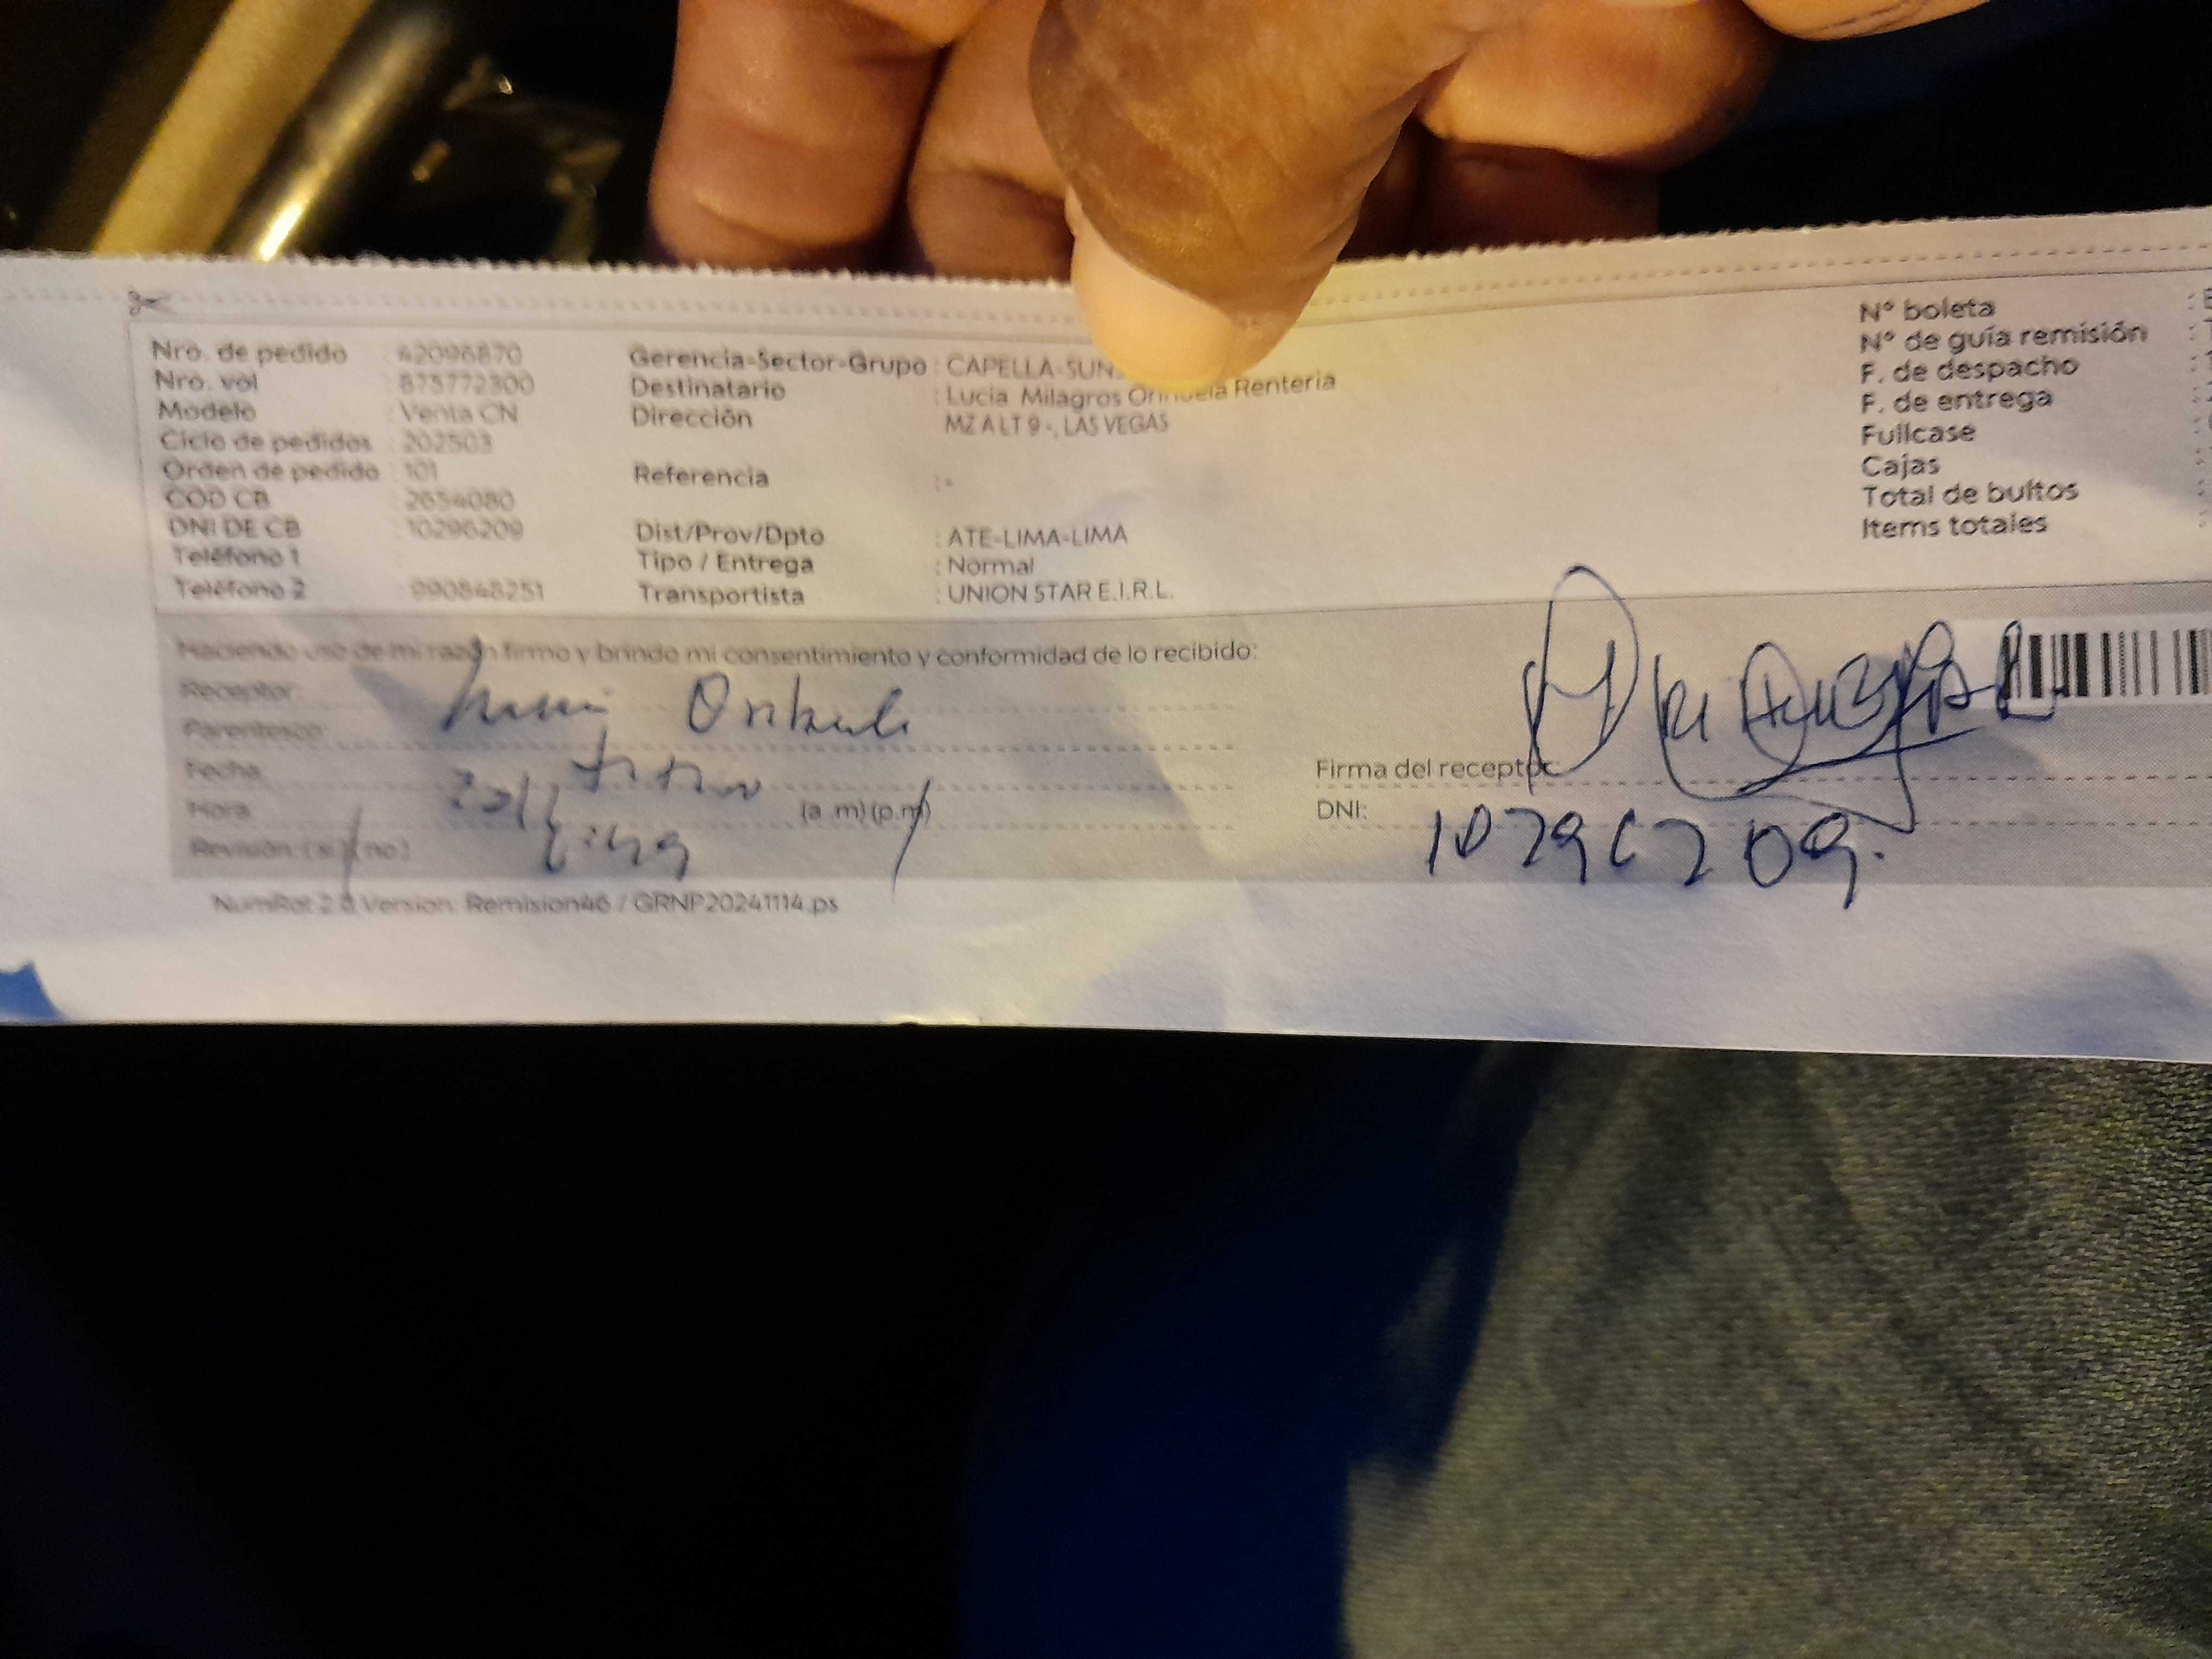 Nro. de pedido : 62096870
Nro. vol : 875772300
Modelo : Venta CN
Ciclo de pedidos : 202503
Orden de pedido : 101
COD CB : 2654080
DNI DE CB : 10296209
Teléfono 1 :
Teléfono 2 : 990848251
Gerencia-Sector-Grupo : CAPELLA-SUN
Destinatario : Lucia Milagros Renteria
Dirección MZ A LT 9 -, LAS VEGAS
Referencia : -
Dist/Prov/Dpto : ATE-LIMA-LIMA
Tipo / Entrega : Normal
Transportista : UNION STAR E.I.R.L.
Nº boleta :
Nº de guía remisión :
F. de despacho :
F. de entrega :
Fullcase :
Cajas :
Total de bultos :
Items totales :
Haciendo uso de mi razón firmo y brindo mi consentimiento y conformidad de lo recibido:
Receptor:
Parentesco:
Fecha:
Hora: (a.m) (p.m)
Revisión: (si) (no)
Firma del receptor:
DNI: 10296209.
NumRot 2.0 Version: Remision46 / GRNP20241114.ps